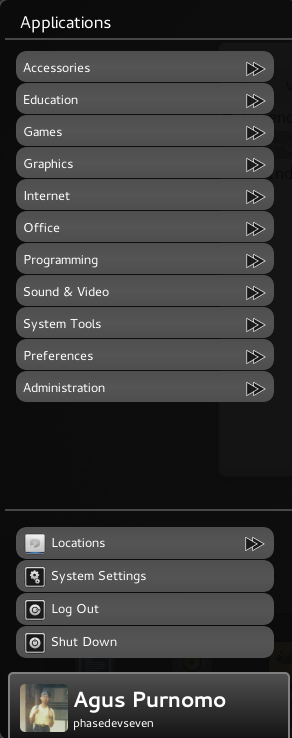 Applications
Accessories
Education
Games
Graphics
Internet
Office
Programming
Sound & Video
System Tools
Preferences
Administration
Locations
System Settings
Log Out
Shut Down
Agus Purnomo
phasedevseven